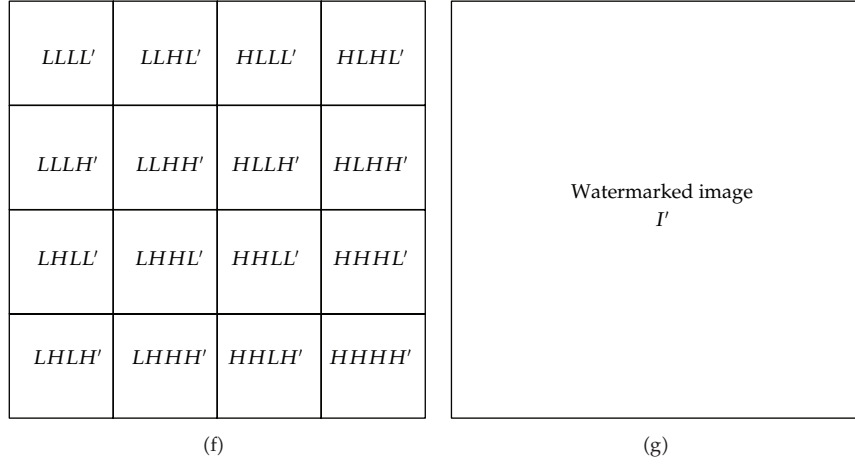 LLLL′ LLHL′ HLLL′ HLHL′
LLLH′ LLHH′ HLLH′ HLHH′
LHLL′ LHHL′ HHLL′ HHHL′
LHLH′ LHHH′ HHLH′ HHHH′
(f)
Watermarked image
I′
(g)